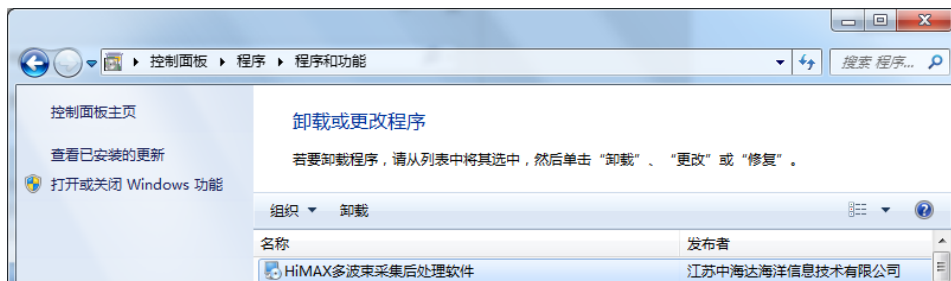 控制面板 程序 程序和功能 搜索 程序...
控制面板主页
卸载或更改程序
查看已安装的更新
若要卸载程序，请从列表中将其选中，然后单击“卸载”、“更改”或“修复”。
打开或关闭 Windows 功能
组织 卸载
名称 发布者
HiMAX多波束采集后处理软件 江苏中海达海洋信息技术有限公司